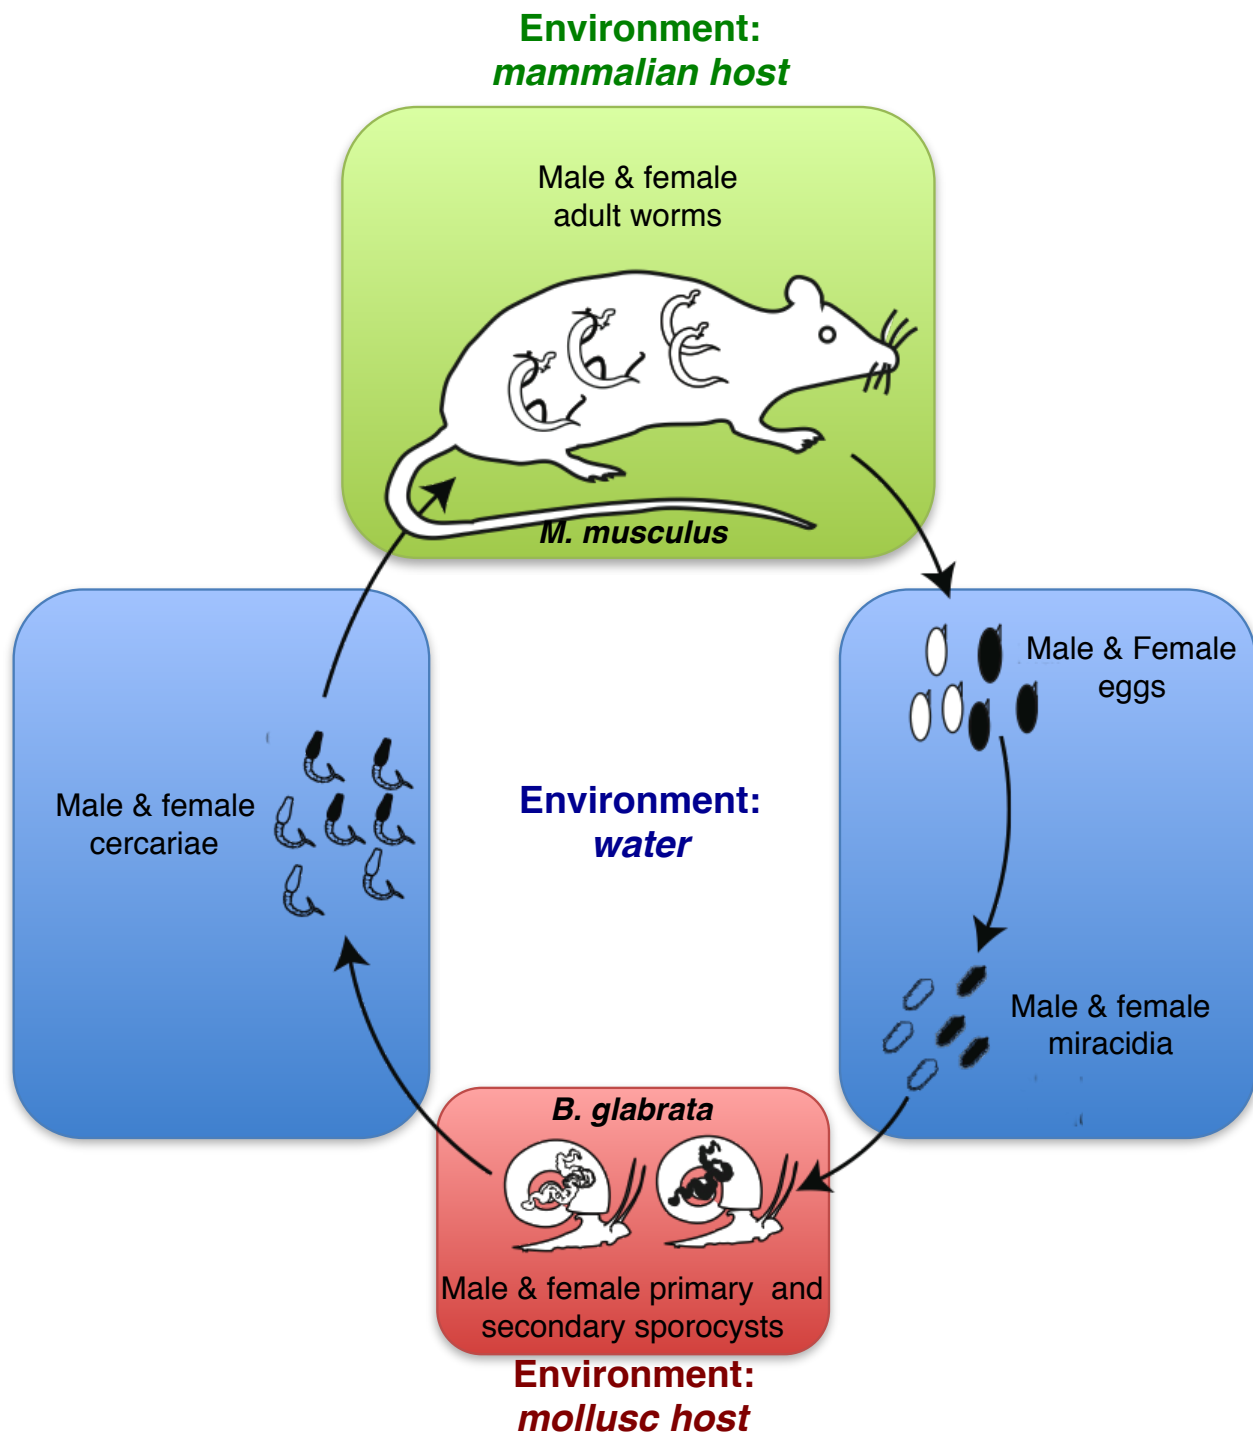 Environment:
mammalian host
Male & female
adult worms
M. musculus
Male & Female
eggs
Male & female
cercariae
Environment:
water
Male & female
miracidia
B. glabrata
Male & female primary and
secondary sporocysts
Environment:
mollusc host